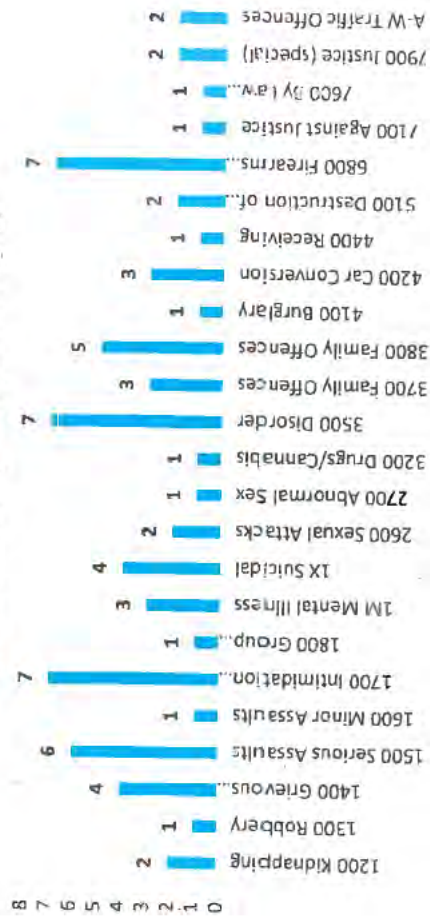 8
7
6
5
4
3
2
1
0
2
1
4
6
1
7
1
3
4
2
1
1
7
3
5
1
3
1
2
7
1
1
2
2
1200 Kidnapping
1300 Robbery
1400 Grievous...
1500 Serious Assaults
1600 Minor Assaults
1700 Intimidation...
1800 Group...
1M Mental Illness
1X Suicidal
2600 Sexual Attacks
2700 Abnormal Sex
3200 Drugs/Cannabis
3500 Disorder
3700 Family Offences
3800 Family Offences
4100 Burglary
4200 Car Conversion
4400 Receiving
5100 Destruction of...
6800 Firearms...
7100 Against Justice
7600 By Law...
7900 Justice (special)
A-W Traffic Offences